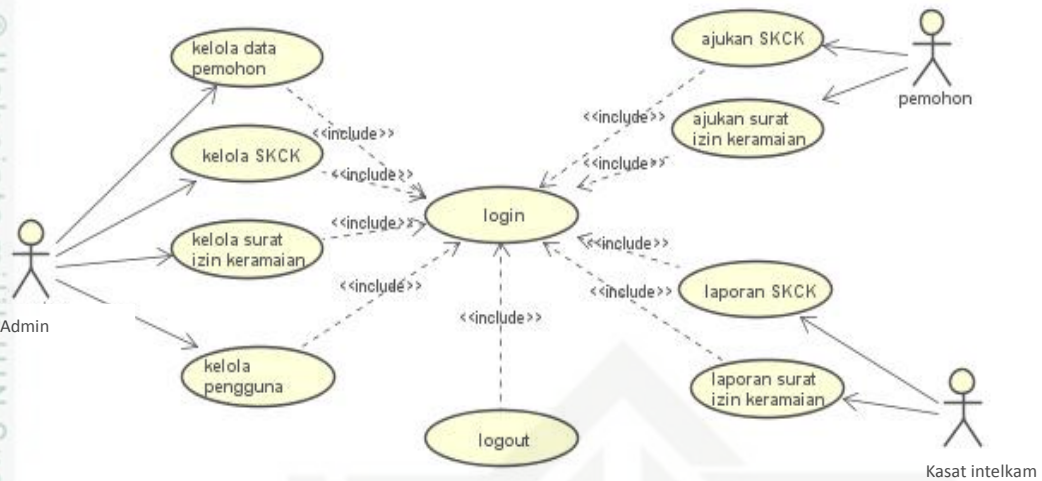 kelola data
pemohon
kelola SKCK
kelola surat
izin keramaian
kelola
pengguna
Admin
<<include>>
<<include>>
<<include>>
<<include>>
login
<<include>>
logout
ajukan SKCK
ajukan surat
izin keramaian
pemohon
<<include>>
<<include>>
<<include>>
<<include>>
laporan SKCK
laporan surat
izin keramaian
Kasat intelkam